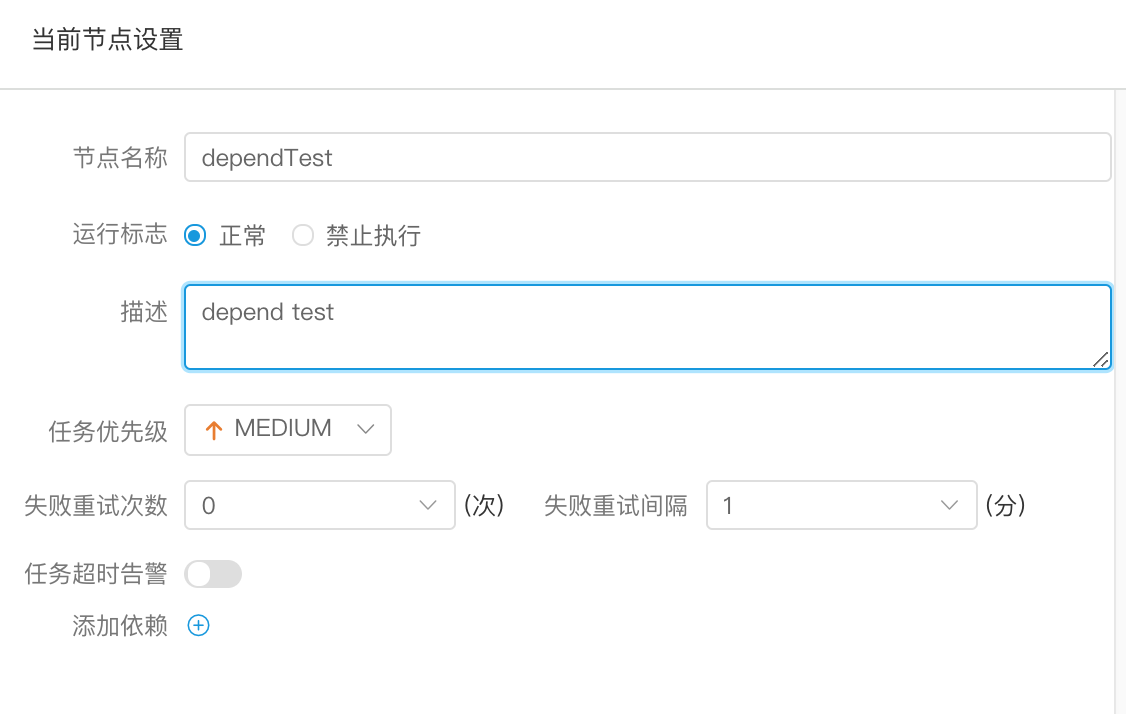 当前节点设置
节点名称 dependTest
运行标志 正常 禁止执行
描述 depend test
任务优先级 MEDIUM
失败重试次数 0 (次) 失败重试间隔 1 (分)
任务超时告警
添加依赖